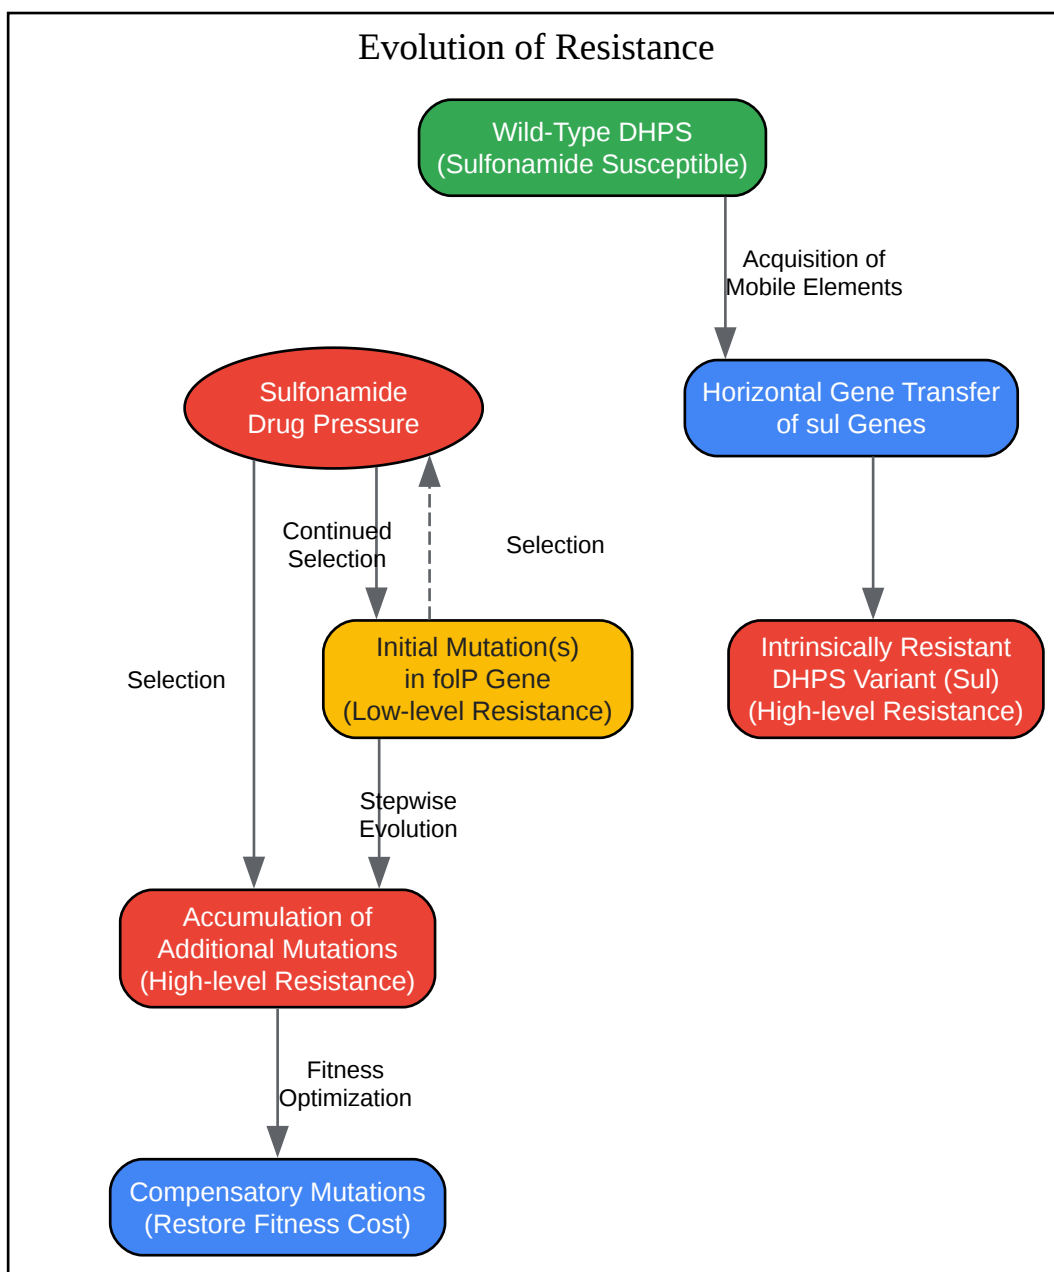 Evolution of Resistance
Wild-Type DHPS
(Sulfonamide Susceptible)
Acquisition of
Mobile Elements
Sulfonamide
Drug Pressure
Horizontal Gene Transfer
of sul Genes
Continued
Selection
Selection
Initial Mutation(s)
in folP Gene
(Low-level Resistance)
Intrinsically Resistant
DHPS Variant (Sul)
(High-level Resistance)
Selection
Stepwise
Evolution
Accumulation of
Additional Mutations
(High-level Resistance)
Fitness
Optimization
Compensatory Mutations
(Restore Fitness Cost)